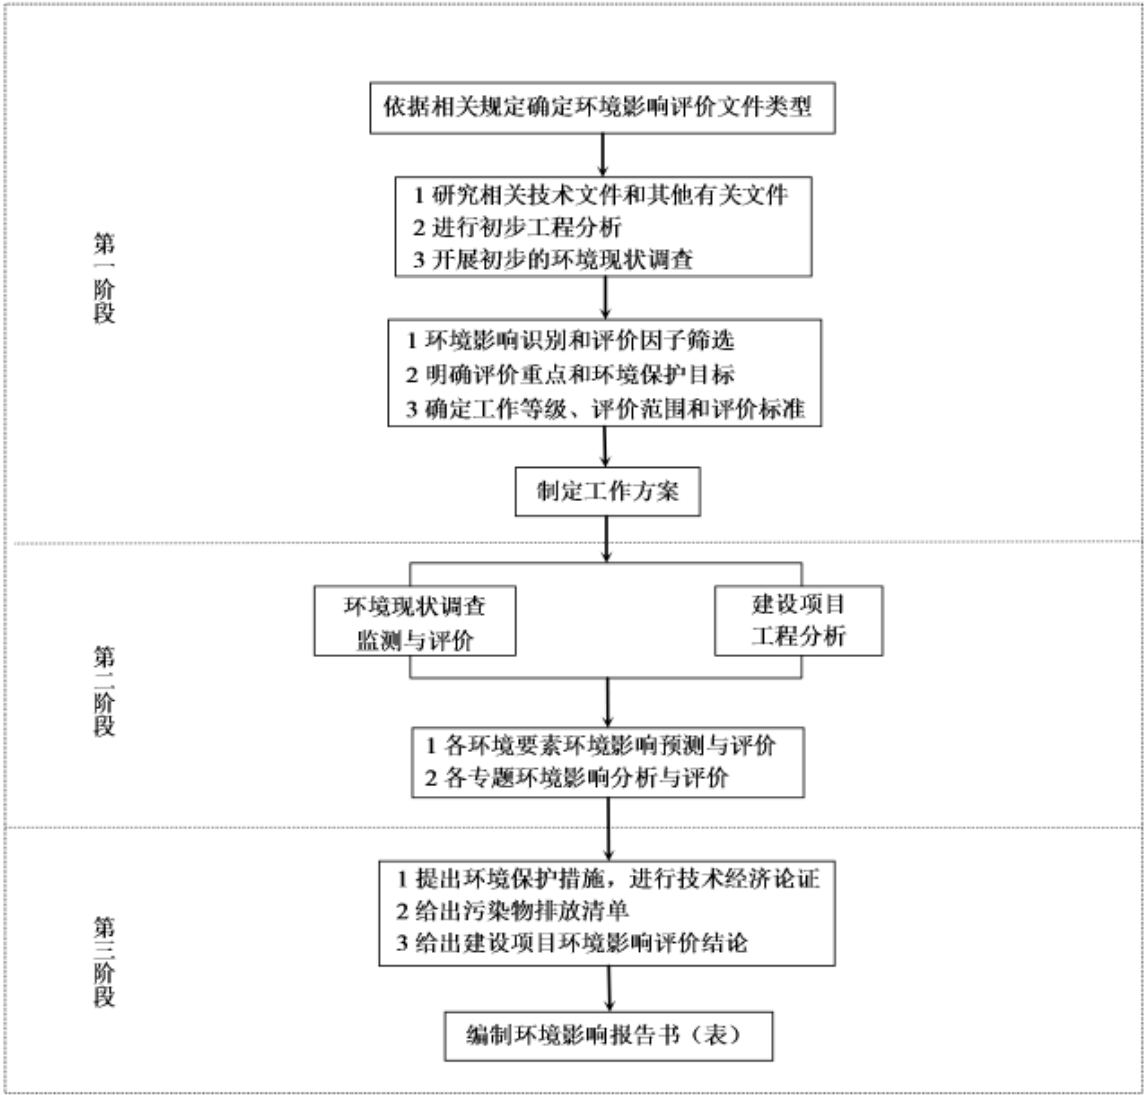 依据相关规定确定环境影响评价文件类型
1 研究相关技术文件和其他有关文件
2 进行初步工程分析
3 开展初步的环境现状调查
第一阶段
1 环境影响识别和评价因子筛选
2 明确评价重点和环境保护目标
3 确定工作等级、评价范围和评价标准
制定工作方案
环境现状调查
监测与评价
建设项目
工程分析
第二阶段
1 各环境要素环境影响预测与评价
2 各专题环境影响分析与评价
1 提出环境保护措施，进行技术经济论证
2 给出污染物排放清单
3 给出建设项目环境影响评价结论
第三阶段
编制环境影响报告书（表）